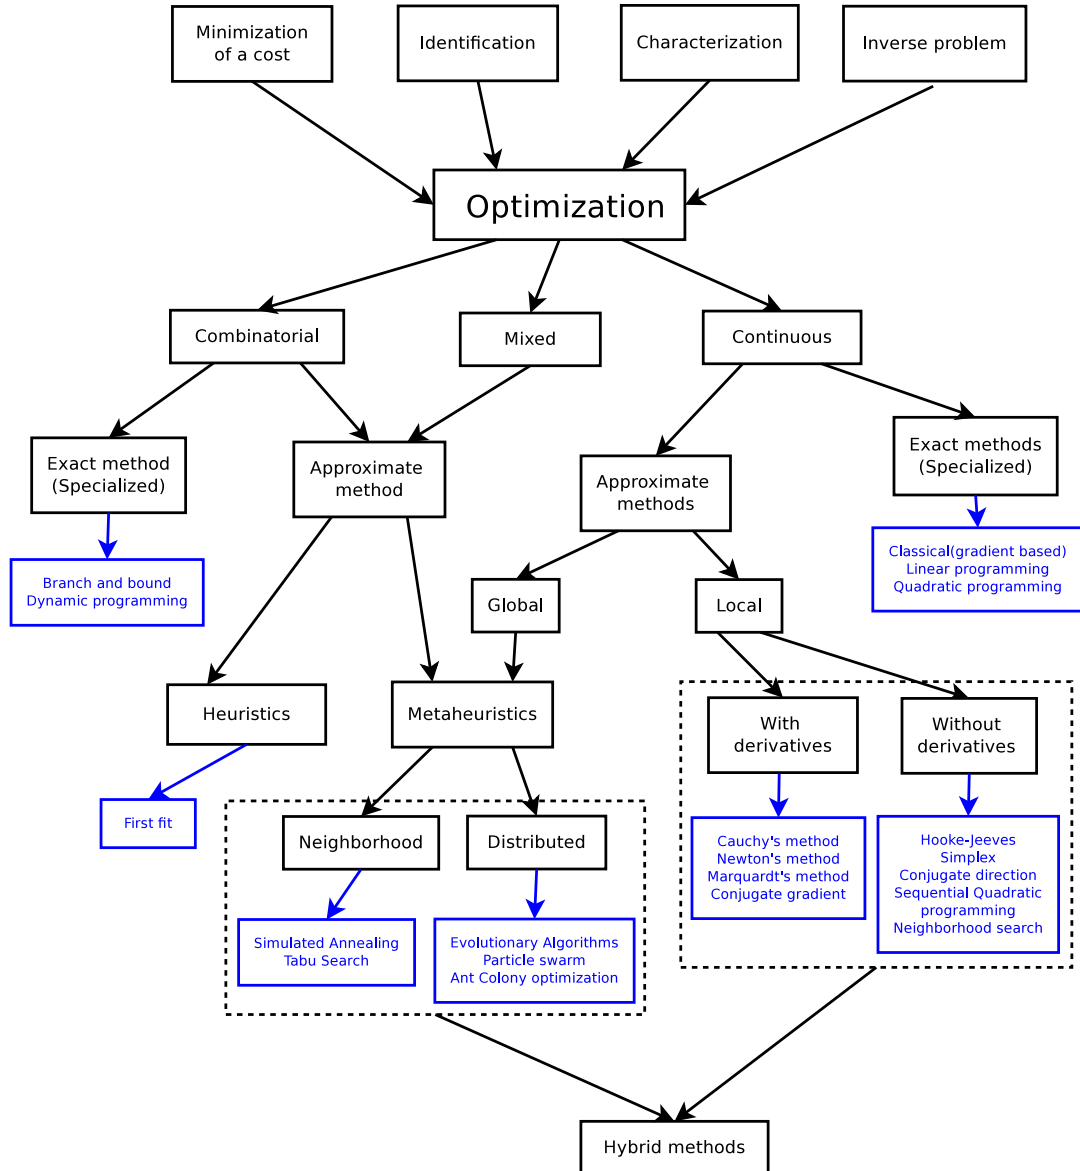 Minimization
of a cost
Identification
Characterization
Inverse problem
Optimization
Combinatorial
Mixed
Continuous
Exact method
(Specialized)
Approximate
method
Approximate
methods
Exact methods
(Specialized)
Branch and bound
Dynamic programming
Classical(gradient based)
Linear programming
Quadratic programming
Global
Local
Heuristics
Metaheuristics
With
derivatives
Without
derivatives
First fit
Neighborhood
Distributed
Cauchy's method
Newton's method
Marquardt's method
Conjugate gradient
Hooke-Jeeves
Simplex
Conjugate direction
Sequential Quadratic
programming
Neighborhood search
Simulated Annealing
Tabu Search
Evolutionary Algorithms
Particle swarm
Ant Colony optimization
Hybrid methods